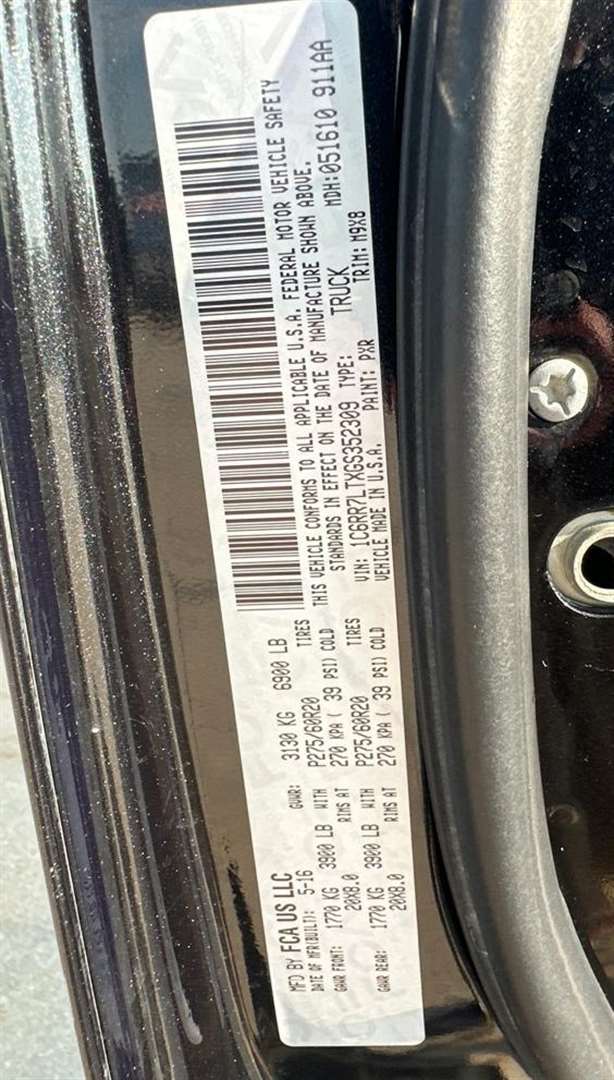 MFD BY FCA US LLC
DATE OF MFR(BUILT): 5-16 GVWR: 3130 KG 6900 LB
GAWR FRONT: 1770 KG 3900 LB WITH P275/60R20 TIRES
20X8.0 RIMS AT 270 KPA ( 39 PSI) COLD
GAWR REAR: 1770 KG 3900 LB WITH P275/60R20 TIRES
20X8.0 RIMS AT 270 KPA ( 39 PSI) COLD
THIS VEHICLE CONFORMS TO ALL APPLICABLE U.S.A. FEDERAL MOTOR VEHICLE SAFETY
STANDARDS IN EFFECT ON THE DATE OF MANUFACTURE SHOWN ABOVE.
VIN: 1C6RR7LTXGS352309 TYPE: TRUCK MDH:051610 911AA
VEHICLE MADE IN U.S.A. PAINT: PXR TRIM: M9X8